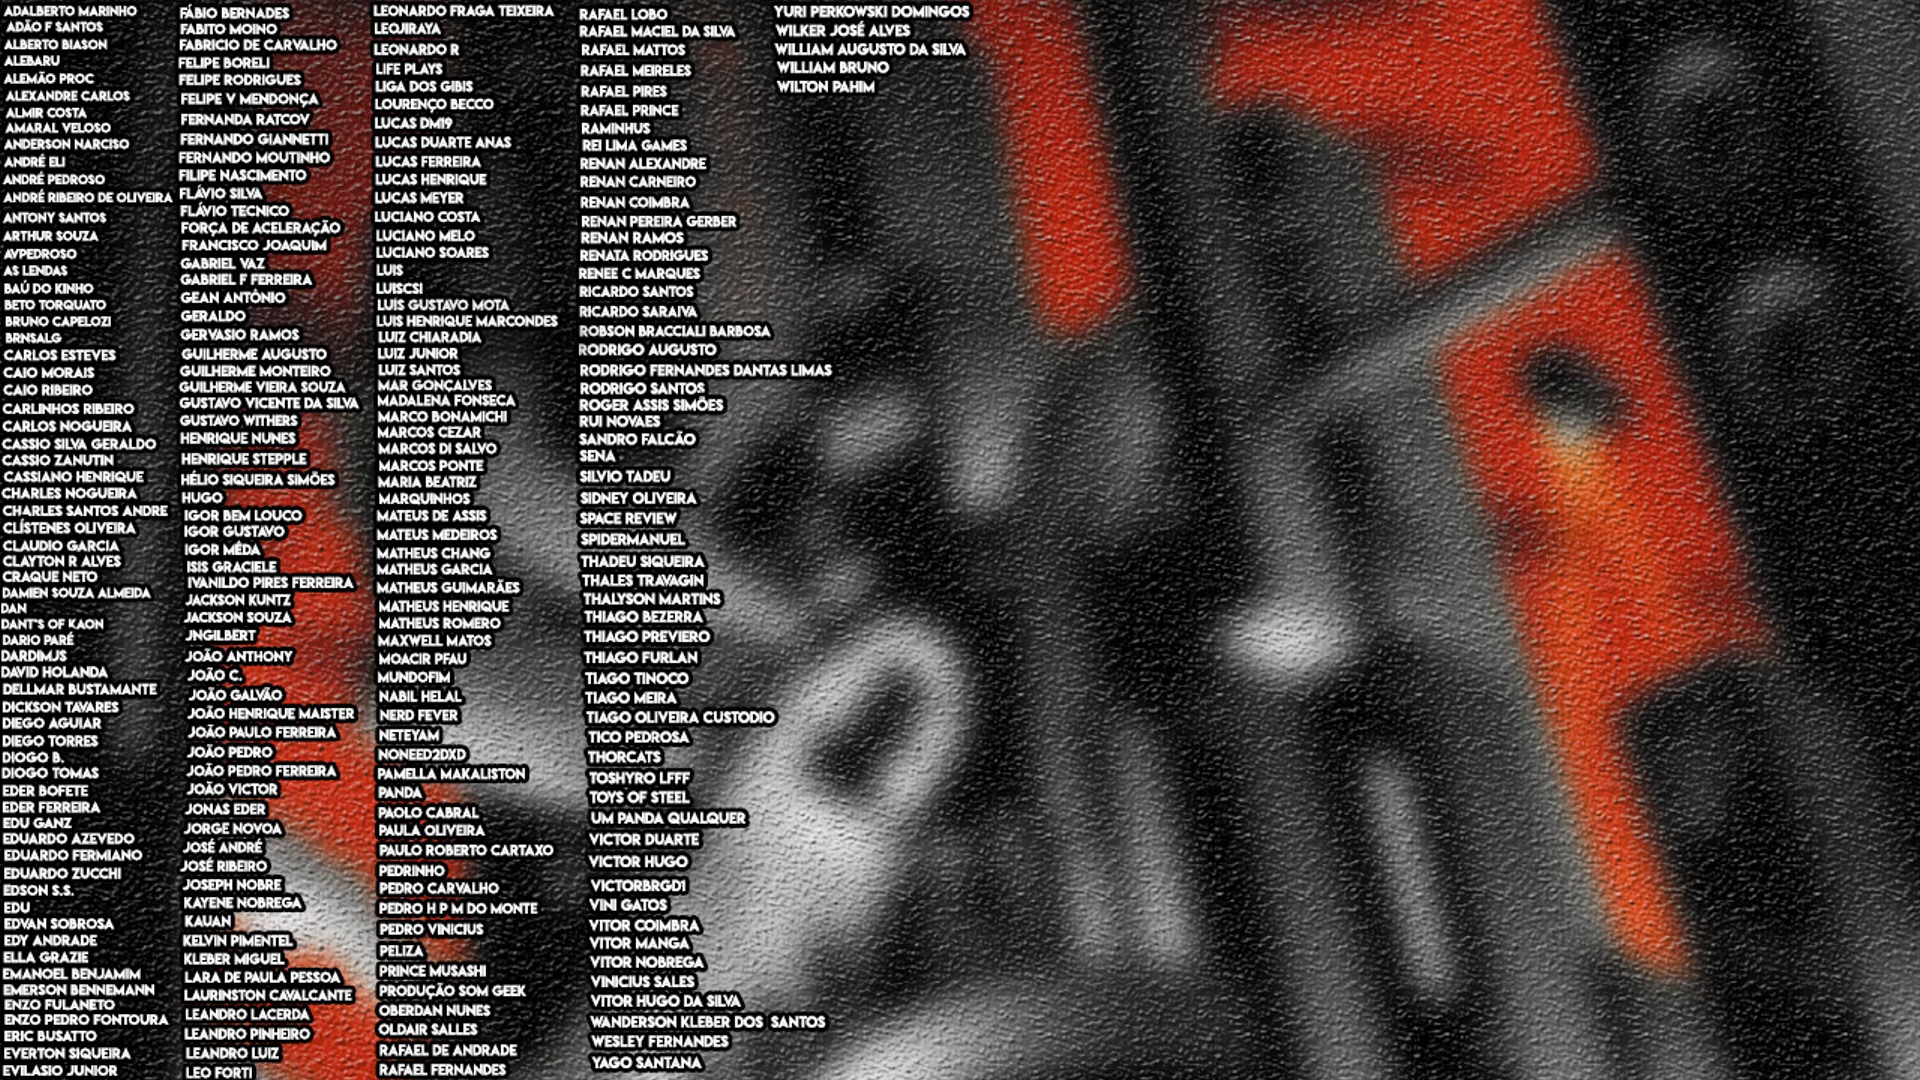 ADALBERTO MARINHO
ADÃO F SANTOS
ALBERTO BIASON
ALEBARU
ALEMÃO PROC
ALEXANDRE CARLOS
ALMIR COSTA
AMARAL VELOSO
ANDERSON NARCISO
ANDRÉ ELI
ANDRÉ PEDROSO
ANDRÉ RIBEIRO DE OLIVEIRA
ANTONY SANTOS
ARTHUR SOUZA
AVPEDROSO
AS LENDAS
BAÚ DO KINHO
BETO TORQUATO
BRUNO CAPELOZI
BRNSALG
CARLOS ESTEVES
CAIO MORAIS
CAIO RIBEIRO
CARLINHOS RIBEIRO
CARLOS NOGUEIRA
CASSIO SILVA GERALDO
CASSIO ZANUTIN
CASSIANO HENRIQUE
CHARLES NOGUEIRA
CHARLES SANTOS ANDRE
CLÍSTENES OLIVEIRA
CLAUDIO GARCIA
CLAYTON R ALVES
CRAQUE NETO
DAMIEN SOUZA ALMEIDA
DAN
DANT'S OF KAON
DARIO PARÉ
DARDIMJS
DAVID HOLANDA
DELLMAR BUSTAMANTE
DICKSON TAVARES
DIEGO AGUIAR
DIEGO TORRES
DIOGO B.
DIOGO TOMAS
EDER BOFETE
EDER FERREIRA
EDU GANZ
EDUARDO AZEVEDO
EDUARDO FERMIANO
EDUARDO ZUCCHI
EDSON S.S.
EDU
EDVAN SOBROSA
EDY ANDRADE
ELLA GRAZIE
EMANOEL BENJAMIM
EMERSON BENNEMANN
ENZO FULANETO
ENZO PEDRO FONTOURA
ERIC BUSATTO
EVERTON SIQUEIRA
EVILASIO JUNIOR
FÁBIO BERNADES
FABITO MOINO
FABRICIO DE CARVALHO
FELIPE BORELI
FELIPE RODRIGUES
FELIPE V MENDONÇA
FERNANDA RATCOV
FERNANDO GIANNETTI
FERNANDO MOUTINHO
FILIPE NASCIMENTO
FLÁVIO SILVA
FLÁVIO TECNICO
FORÇA DE ACELERAÇÃO
FRANCISCO JOAQUIM
GABRIEL VAZ
GABRIEL F FERREIRA
GEAN ANTÔNIO
GERALDO
GERVASIO RAMOS
GUILHERME AUGUSTO
GUILHERME MONTEIRO
GUILHERME VIEIRA SOUZA
GUSTAVO VICENTE DA SILVA
GUSTAVO WITHERS
HENRIQUE NUNES
HENRIQUE STEPPLE
HÉLIO SIQUEIRA SIMÕES
HUGO
IGOR BEM LOUCO
IGOR GUSTAVO
IGOR MÉDA
ISIS GRACIELE
IVANILDO PIRES FERREIRA
JACKSON KUNTZ
JACKSON SOUZA
JNGILBERT
JOÃO ANTHONY
JOÃO C.
JOÃO GALVÃO
JOÃO HENRIQUE MAISTER
JOÃO PAULO FERREIRA
JOÃO PEDRO
JOÃO PEDRO FERREIRA
JOÃO VICTOR
JONAS EDER
JORGE NOVOA
JOSÉ ANDRÉ
JOSÉ RIBEIRO
JOSEPH NOBRE
KAYENE NOBREGA
KAUAN
KELVIN PIMENTEL
KLEBER MIGUEL
LARA DE PAULA PESSOA
LAURINSTON CAVALCANTE
LEANDRO LACERDA
LEANDRO PINHEIRO
LEANDRO LUIZ
LEO FORTI
LEONARDO FRAGA TEIXEIRA
LEOJIRAYA
LEONARDO R
LIFE PLAYS
LIGA DOS GIBIS
LOURENÇO BECCO
LUCAS DM19
LUCAS DUARTE ANAS
LUCAS FERREIRA
LUCAS HENRIQUE
LUCAS MEYER
LUCIANO COSTA
LUCIANO MELO
LUCIANO SOARES
LUIS
LUISCSI
LUÍS GUSTAVO MOTA
LUIS HENRIQUE MARCONDES
LUIZ CHIARADIA
LUIZ JUNIOR
LUIZ SANTOS
MAR GONÇALVES
MADALENA FONSECA
MARCO BONAMICHI
MARCOS CEZAR
MARCOS DI SALVO
MARCOS PONTE
MARIA BEATRIZ
MARQUINHOS
MATEUS DE ASSIS
MATEUS MEDEIROS
MATHEUS CHANG
MATHEUS GARCIA
MATHEUS GUIMARÃES
MATHEUS HENRIQUE
MATHEUS ROMERO
MAXWELL MATOS
MOACIR PFAU
MUNDOFIM
NABIL HELAL
NERD FEVER
NETEYAM
NONEED2DXD
PAMELLA MAKALISTON
PANDA
PAOLO CABRAL
PAULA OLIVEIRA
PAULO ROBERTO CARTAXO
PEDRINHO
PEDRO CARVALHO
PEDRO H P M DO MONTE
PEDRO VINICIUS
PELIZA
PRINCE MUSASHI
PRODUÇÃO SOM GEEK
OBERDAN NUNES
OLDAIR SALLES
RAFAEL DE ANDRADE
RAFAEL FERNANDES
RAFAEL LOBO
RAFAEL MACIEL DA SILVA
RAFAEL MATTOS
RAFAEL MEIRELES
RAFAEL PIRES
RAFAEL PRINCE
RAMINHUS
REI LIMA GAMES
RENAN ALEXANDRE
RENAN CARNEIRO
RENAN COIMBRA
RENAN PEREIRA GERBER
RENAN RAMOS
RENATA RODRIGUES
RENEE C MARQUES
RICARDO SANTOS
RICARDO SARAIVA
ROBSON BRACCIALI BARBOSA
RODRIGO AUGUSTO
RODRIGO FERNANDES DANTAS LIMAS
RODRIGO SANTOS
ROGER ASSIS SIMÕES
RUI NOVAES
SANDRO FALCÃO
SENA
SILVIO TADEU
SIDNEY OLIVEIRA
SPACE REVIEW
SPIDERMANUEL
THADEU SIQUEIRA
THALES TRAVAGIN
THALYSON MARTINS
THIAGO BEZERRA
THIAGO PREVIERO
THIAGO FURLAN
TIAGO TINOCO
TIAGO MEIRA
TIAGO OLIVEIRA CUSTODIO
TICO PEDROSA
THORCATS
TOSHYRO LFFF
TOYS OF STEEL
UM PANDA QUALQUER
VICTOR DUARTE
VICTOR HUGO
VICTORBRGD1
VINI GATOS
VITOR COIMBRA
VITOR MANGA
VITOR NOBREGA
VINICIUS SALES
VITOR HUGO DA SILVA
WANDERSON KLEBER DOS SANTOS
WESLEY FERNANDES
YAGO SANTANA
YURI PERKOWSKI DOMINGOS
WILKER JOSÉ ALVES
WILLIAM AUGUSTO DA SILVA
WILLIAM BRUNO
WILTON PAHIM